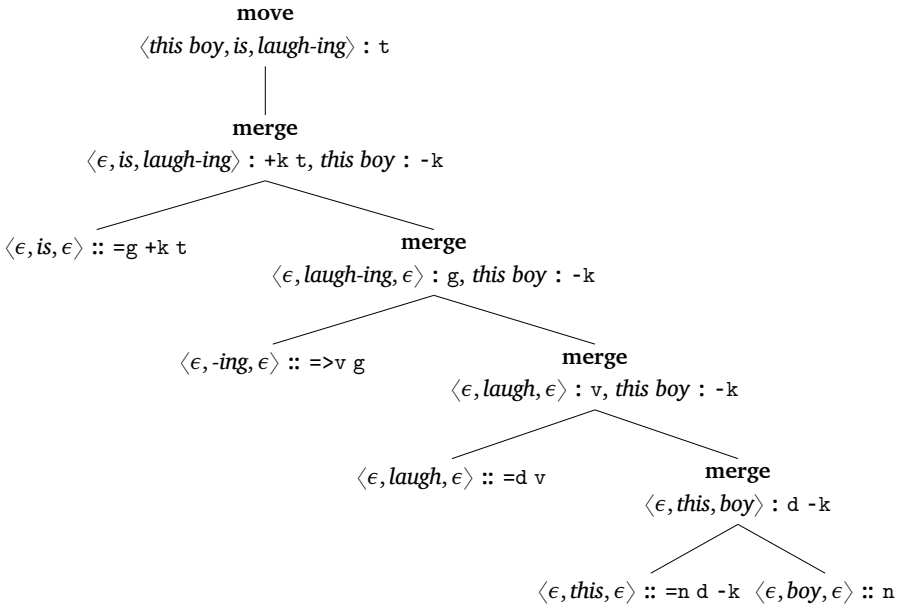 move
⟨this boy, is, laugh-ing⟩ : t
merge
⟨ϵ, is, laugh-ing⟩ : +k t, this boy : -k
⟨ϵ, is, ϵ⟩ :: =g +k t
merge
⟨ϵ, laugh-ing, ϵ⟩ : g, this boy : -k
⟨ϵ, -ing, ϵ⟩ :: =>v g
merge
⟨ϵ, laugh, ϵ⟩ : v, this boy : -k
⟨ϵ, laugh, ϵ⟩ :: =d v
merge
⟨ϵ, this, boy⟩ : d -k
⟨ϵ, this, ϵ⟩ :: =n d -k ⟨ϵ, boy, ϵ⟩ :: n